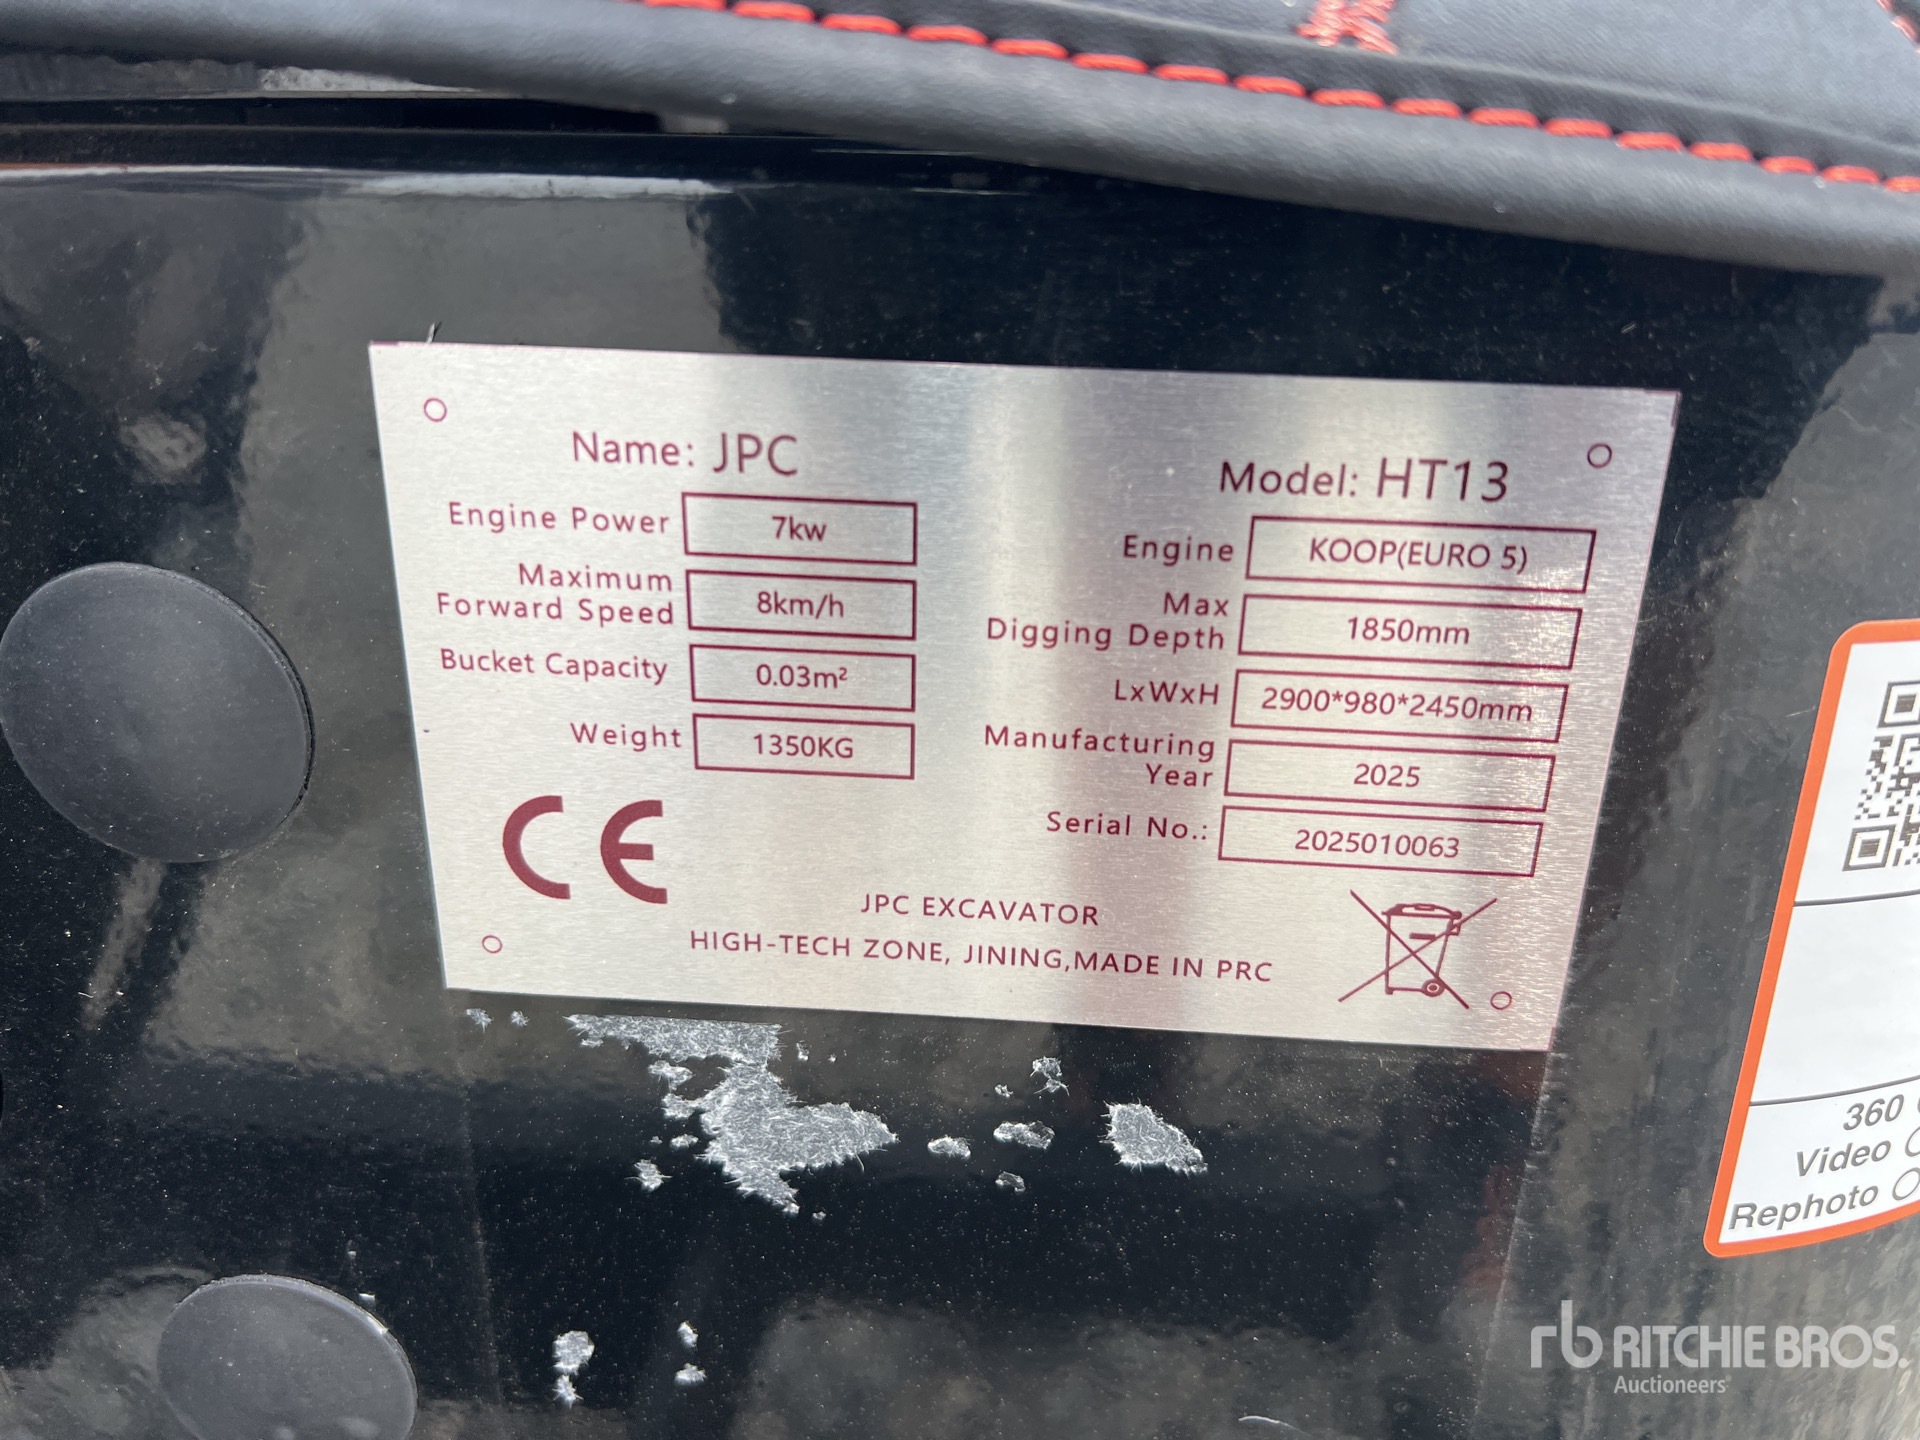 Name: JPC
Engine Power 7kw
Maximum
Forward Speed 8km/h
Bucket Capacity 0.03m²
Weight 1350KG
CE
Model: HT13
Engine KOOP(EURO 5)
Max
Digging Depth 1850mm
LxWxH 2900*980*2450mm
Manufacturing
Year 2025
Serial No.: 2025010063
JPC EXCAVATOR
HIGH-TECH ZONE, JINING,MADE IN PRC
360
Video
Rephoto
rb RITCHIE BROS.
Auctioneers